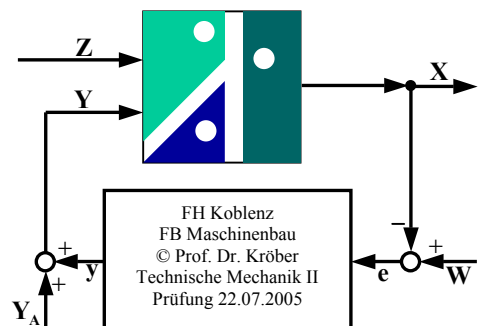 Z
Y
X
FH Koblenz
FB Maschinenbau
© Prof. Dr. Kröber
Technische Mechanik II
Prüfung 22.07.2005
−
+
+
y
e
W
+
Y_A